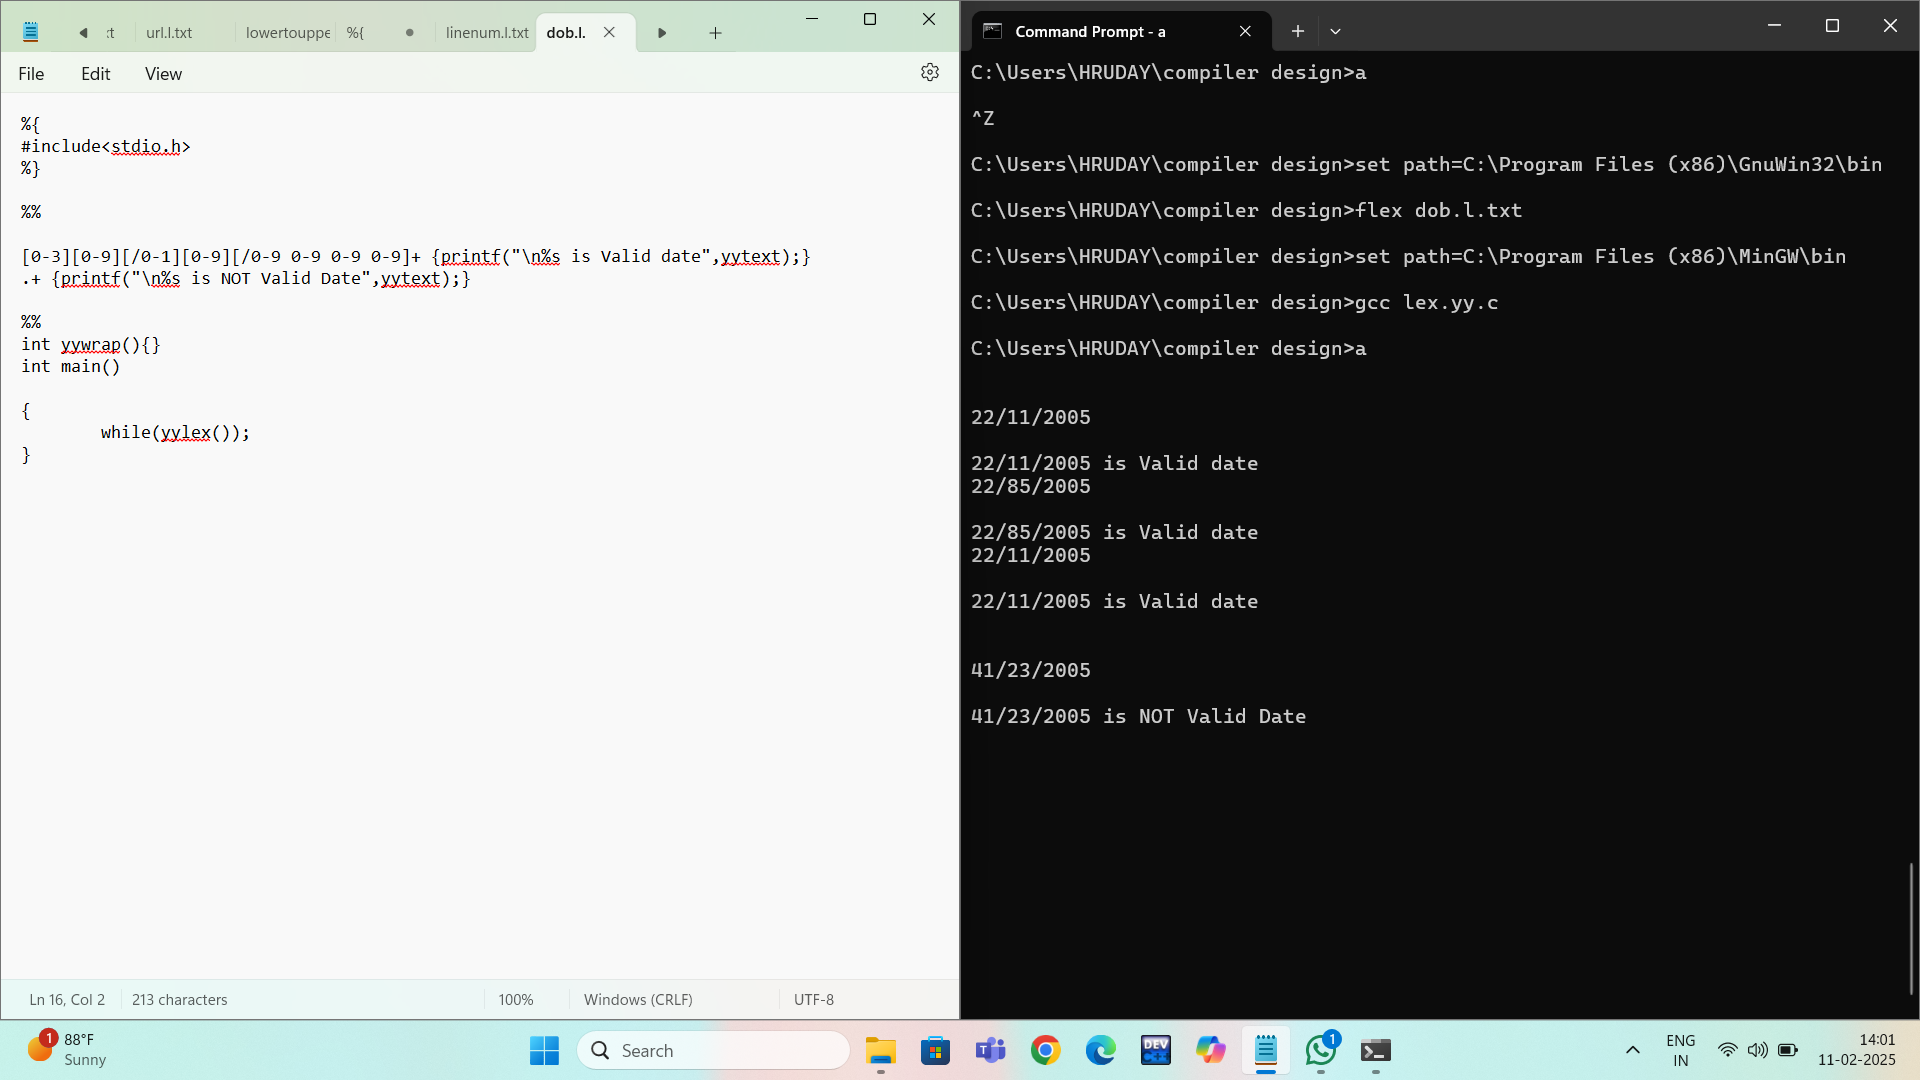 :t
url.l.txt
lowertouppe
%{
linenum.l.txt
dob.l.
File
Edit
View
%{
#include<stdio.h>
%}
%%
[0-3][0-9][/0-1][0-9][/0-9 0-9 0-9 0-9]+ {printf("\n%s is Valid date",yytext);}
.+ {printf("\n%s is NOT Valid Date",yytext);}
%%
int yywrap(){}
int main()
{
while(yylex());
}
Ln 16, Col 2
213 characters
100%
Windows (CRLF)
UTF-8
Command Prompt - a
C:\Users\HRUDAY\compiler design>a
^Z
C:\Users\HRUDAY\compiler design>set path=C:\Program Files (x86)\GnuWin32\bin
C:\Users\HRUDAY\compiler design>flex dob.l.txt
C:\Users\HRUDAY\compiler design>set path=C:\Program Files (x86)\MinGW\bin
C:\Users\HRUDAY\compiler design>gcc lex.yy.c
C:\Users\HRUDAY\compiler design>a
22/11/2005
22/11/2005 is Valid date
22/85/2005
22/85/2005 is Valid date
22/11/2005
22/11/2005 is Valid date
41/23/2005
41/23/2005 is NOT Valid Date
1
88°F
Sunny
Search
T
DEV
C++
1
ENG
IN
14:01
11-02-2025